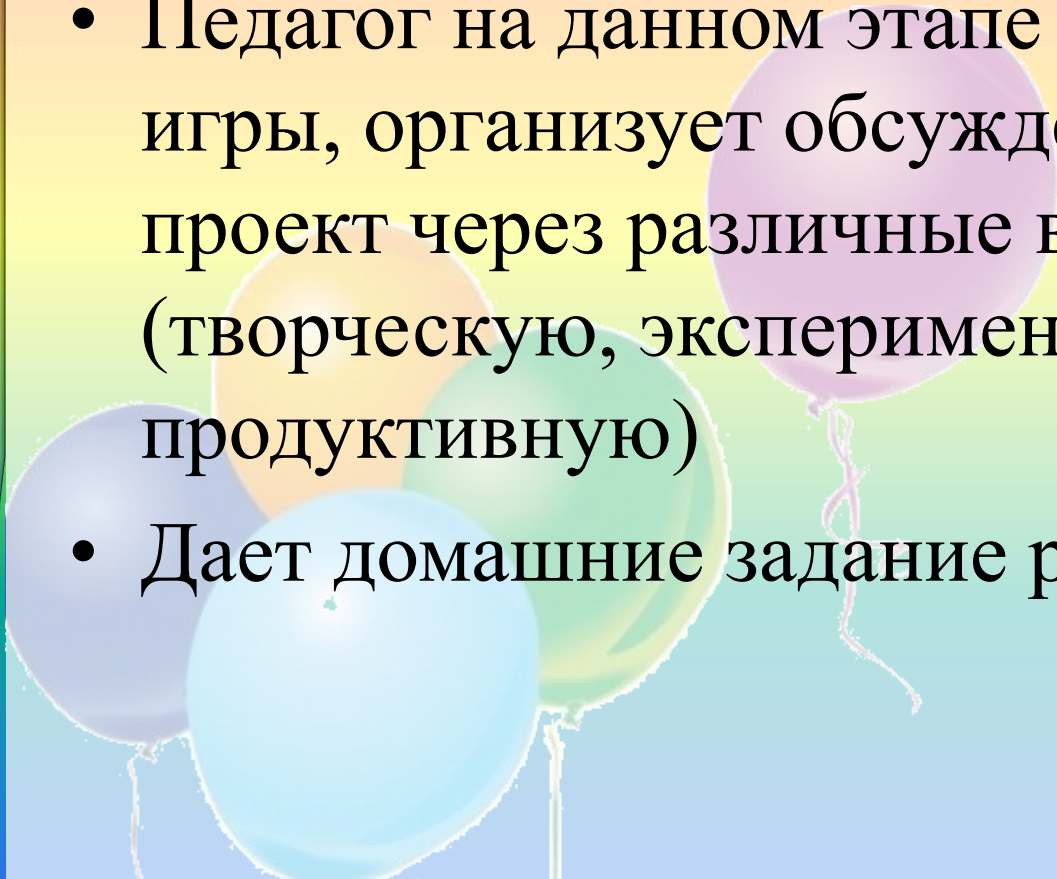 • Педагог на данном этапе
игры, организует обсужд
проект через различные в
(творческую, эксперимен
продуктивную)
• Дает домашние задание р